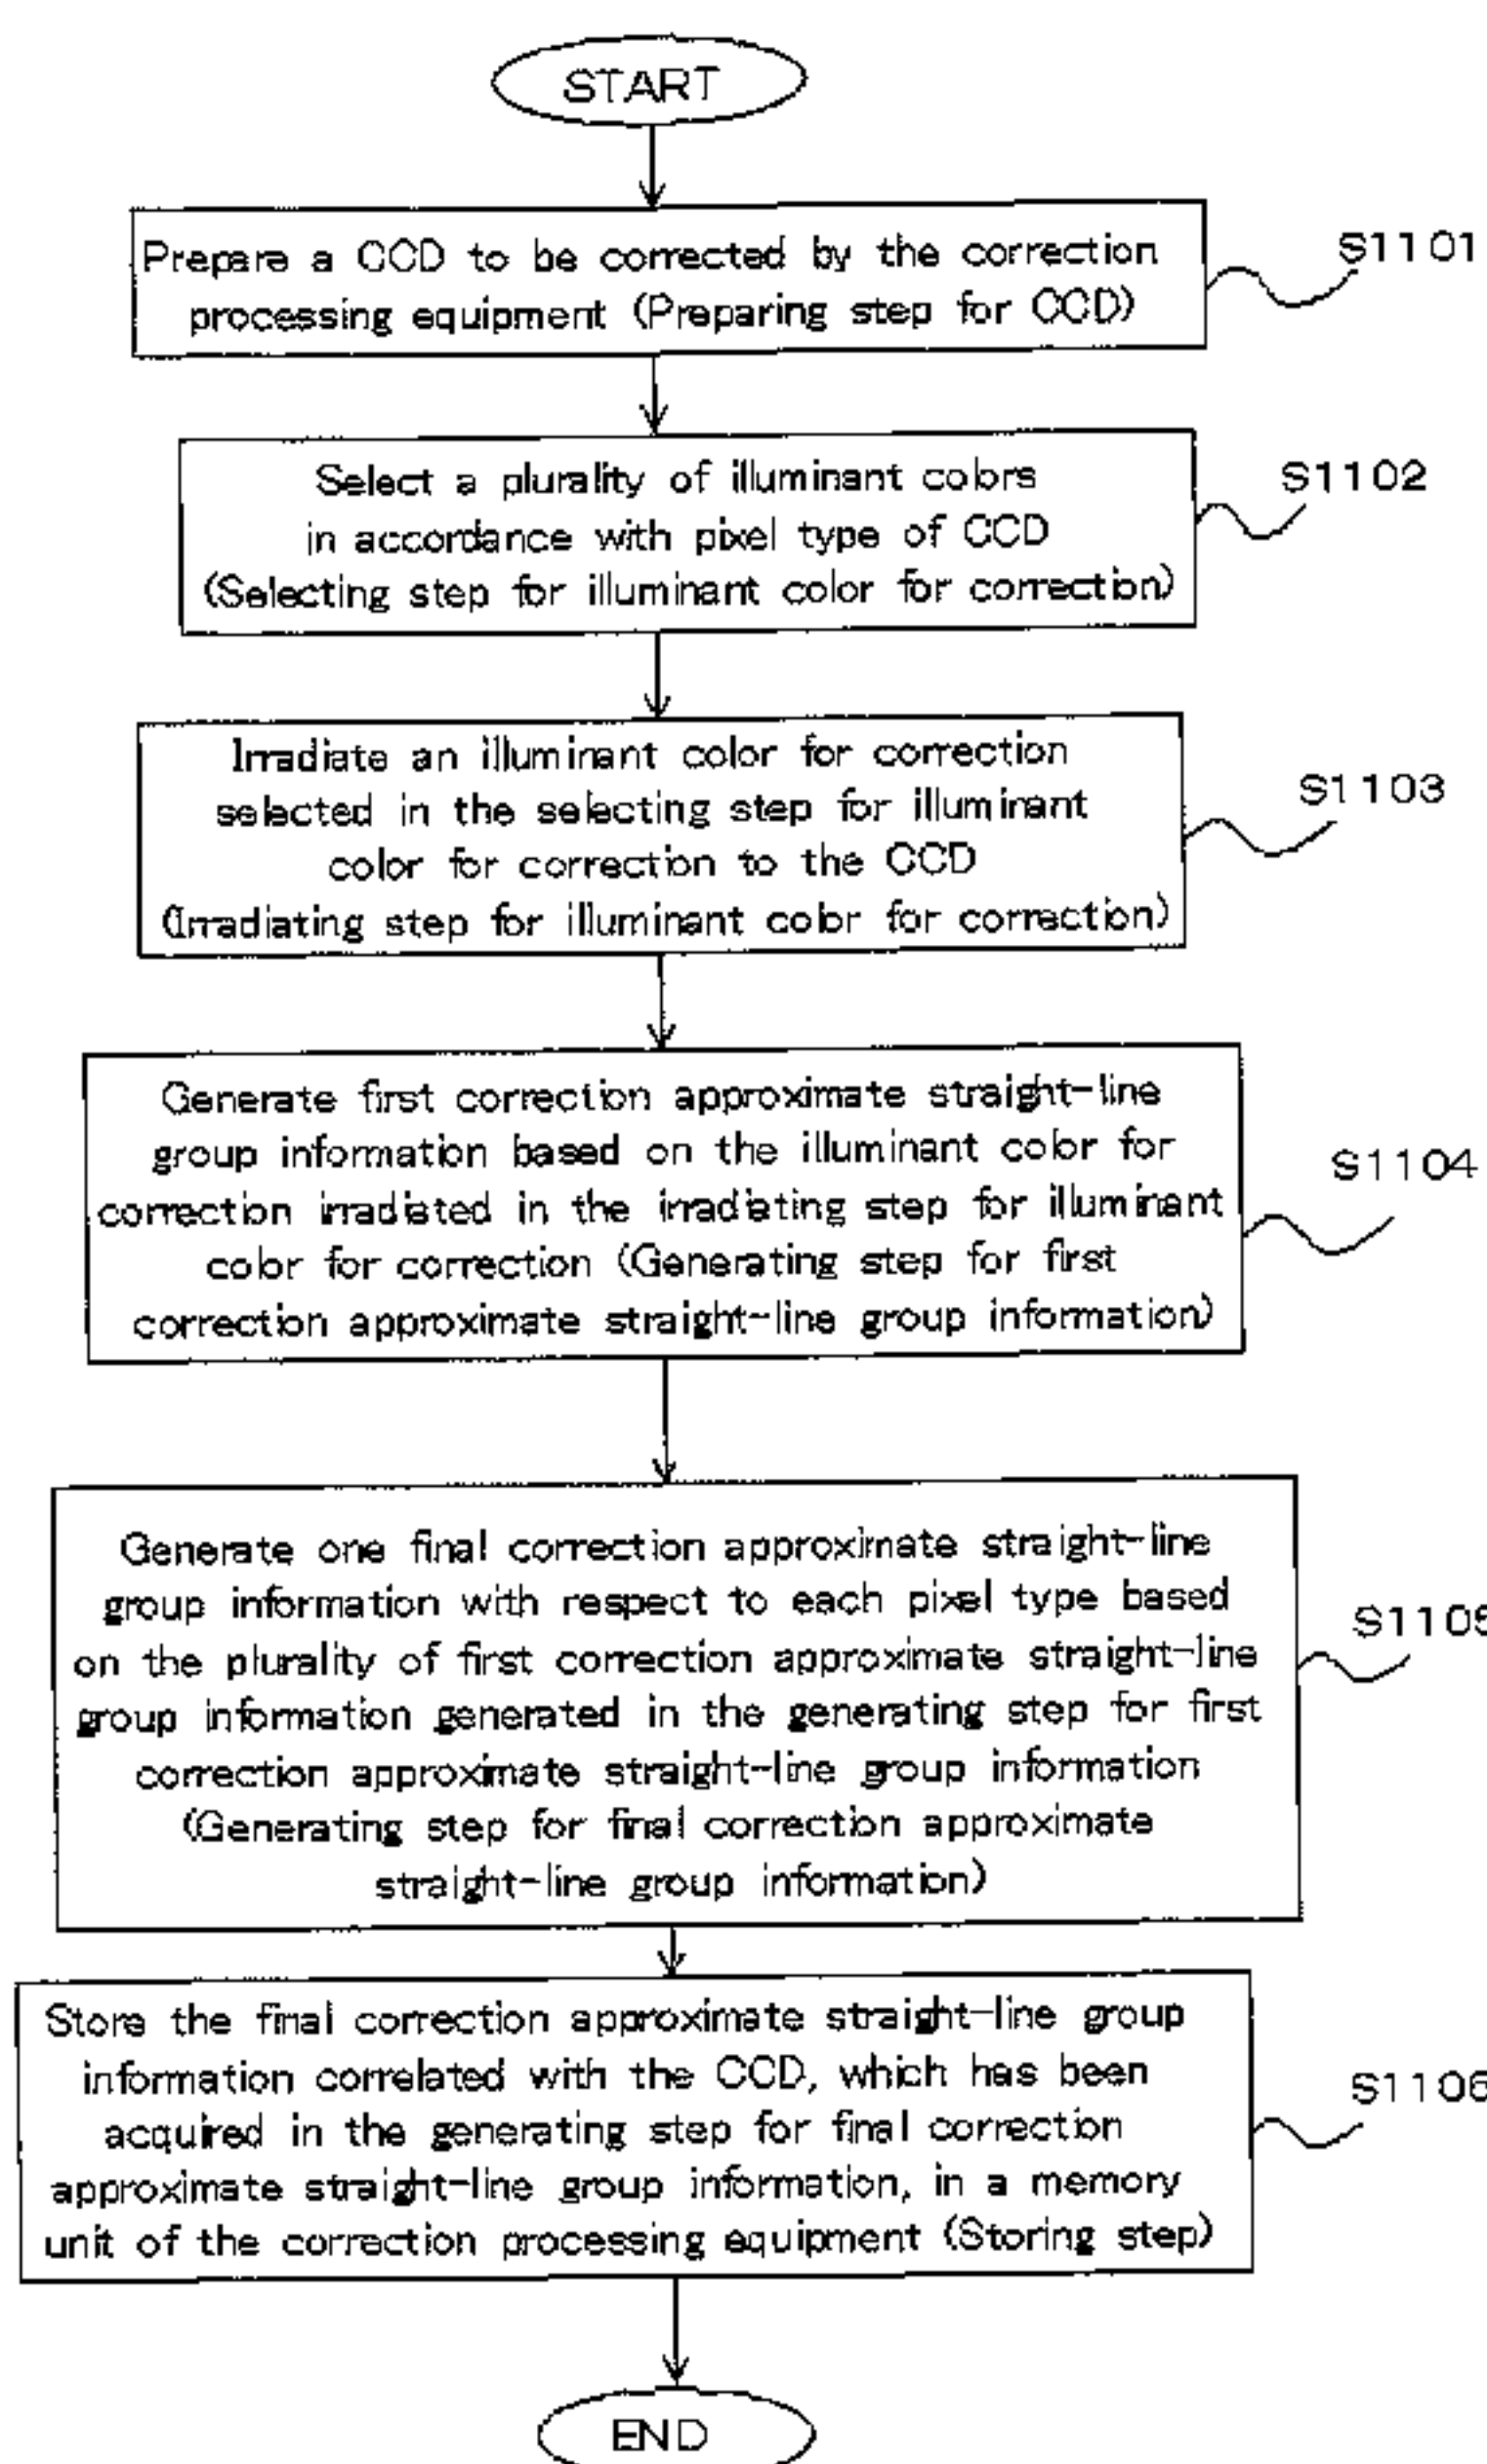 START
Prepare a CCD to be corrected by the correction
processing equipment (Preparing step for CCD)
S1101
Select a plurality of illuminant colors
in accordance with pixel type of CCD
(Selecting step for illuminant color for correction)
S1102
Irradiate an illuminant color for correction
selected in the selecting step for illuminant
color for correction to the CCD
(Irradiating step for illuminant color for correction)
S1103
Generate first correction approximate straight-line
group information based on the illuminant color for
correction irradiated in the irradiating step for illuminant
color for correction (Generating step for first
correction approximate straight-line group information)
S1104
Generate one final correction approximate straight-line
group information with respect to each pixel type based
on the plurality of first correction approximate straight-line
group information generated in the generating step for first
correction approximate straight-line group information
(Generating step for final correction approximate
straight-line group information)
S1105
Store the final correction approximate straight-line group
information correlated with the CCD, which has been
acquired in the generating step for final correction
approximate straight-line group information, in a memory
unit of the correction processing equipment (Storing step)
S1106
END